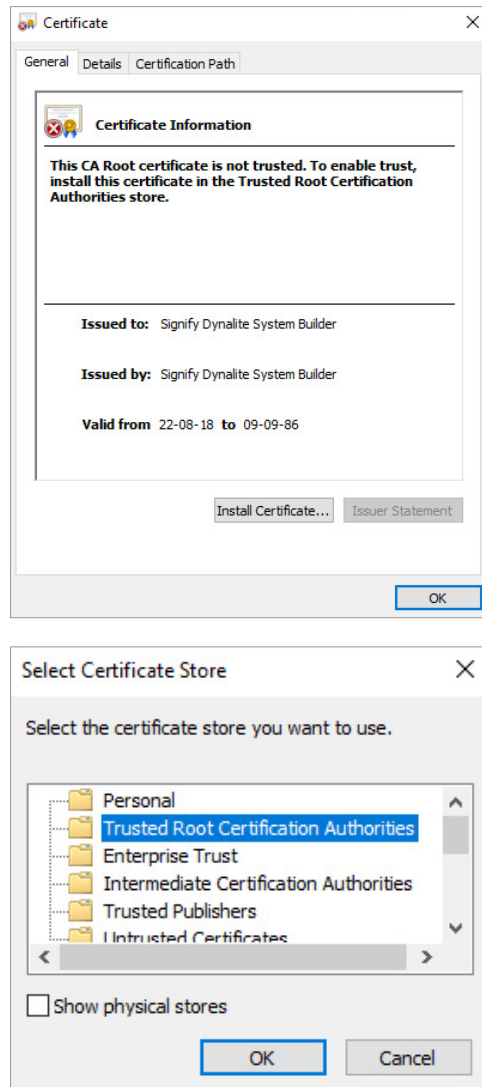 Certificate
General Details Certification Path
Certificate Information
This CA Root certificate is not trusted. To enable trust,
install this certificate in the Trusted Root Certification
Authorities store.
Issued to: Signify Dynalite System Builder
Issued by: Signify Dynalite System Builder
Valid from 22-08-18 to 09-09-86
Install Certificate... Issuer Statement
OK
Select Certificate Store
Select the certificate store you want to use.
Personal
Trusted Root Certification Authorities
Enterprise Trust
Intermediate Certification Authorities
Trusted Publishers
Untrusted Certificates
Show physical stores
OK Cancel